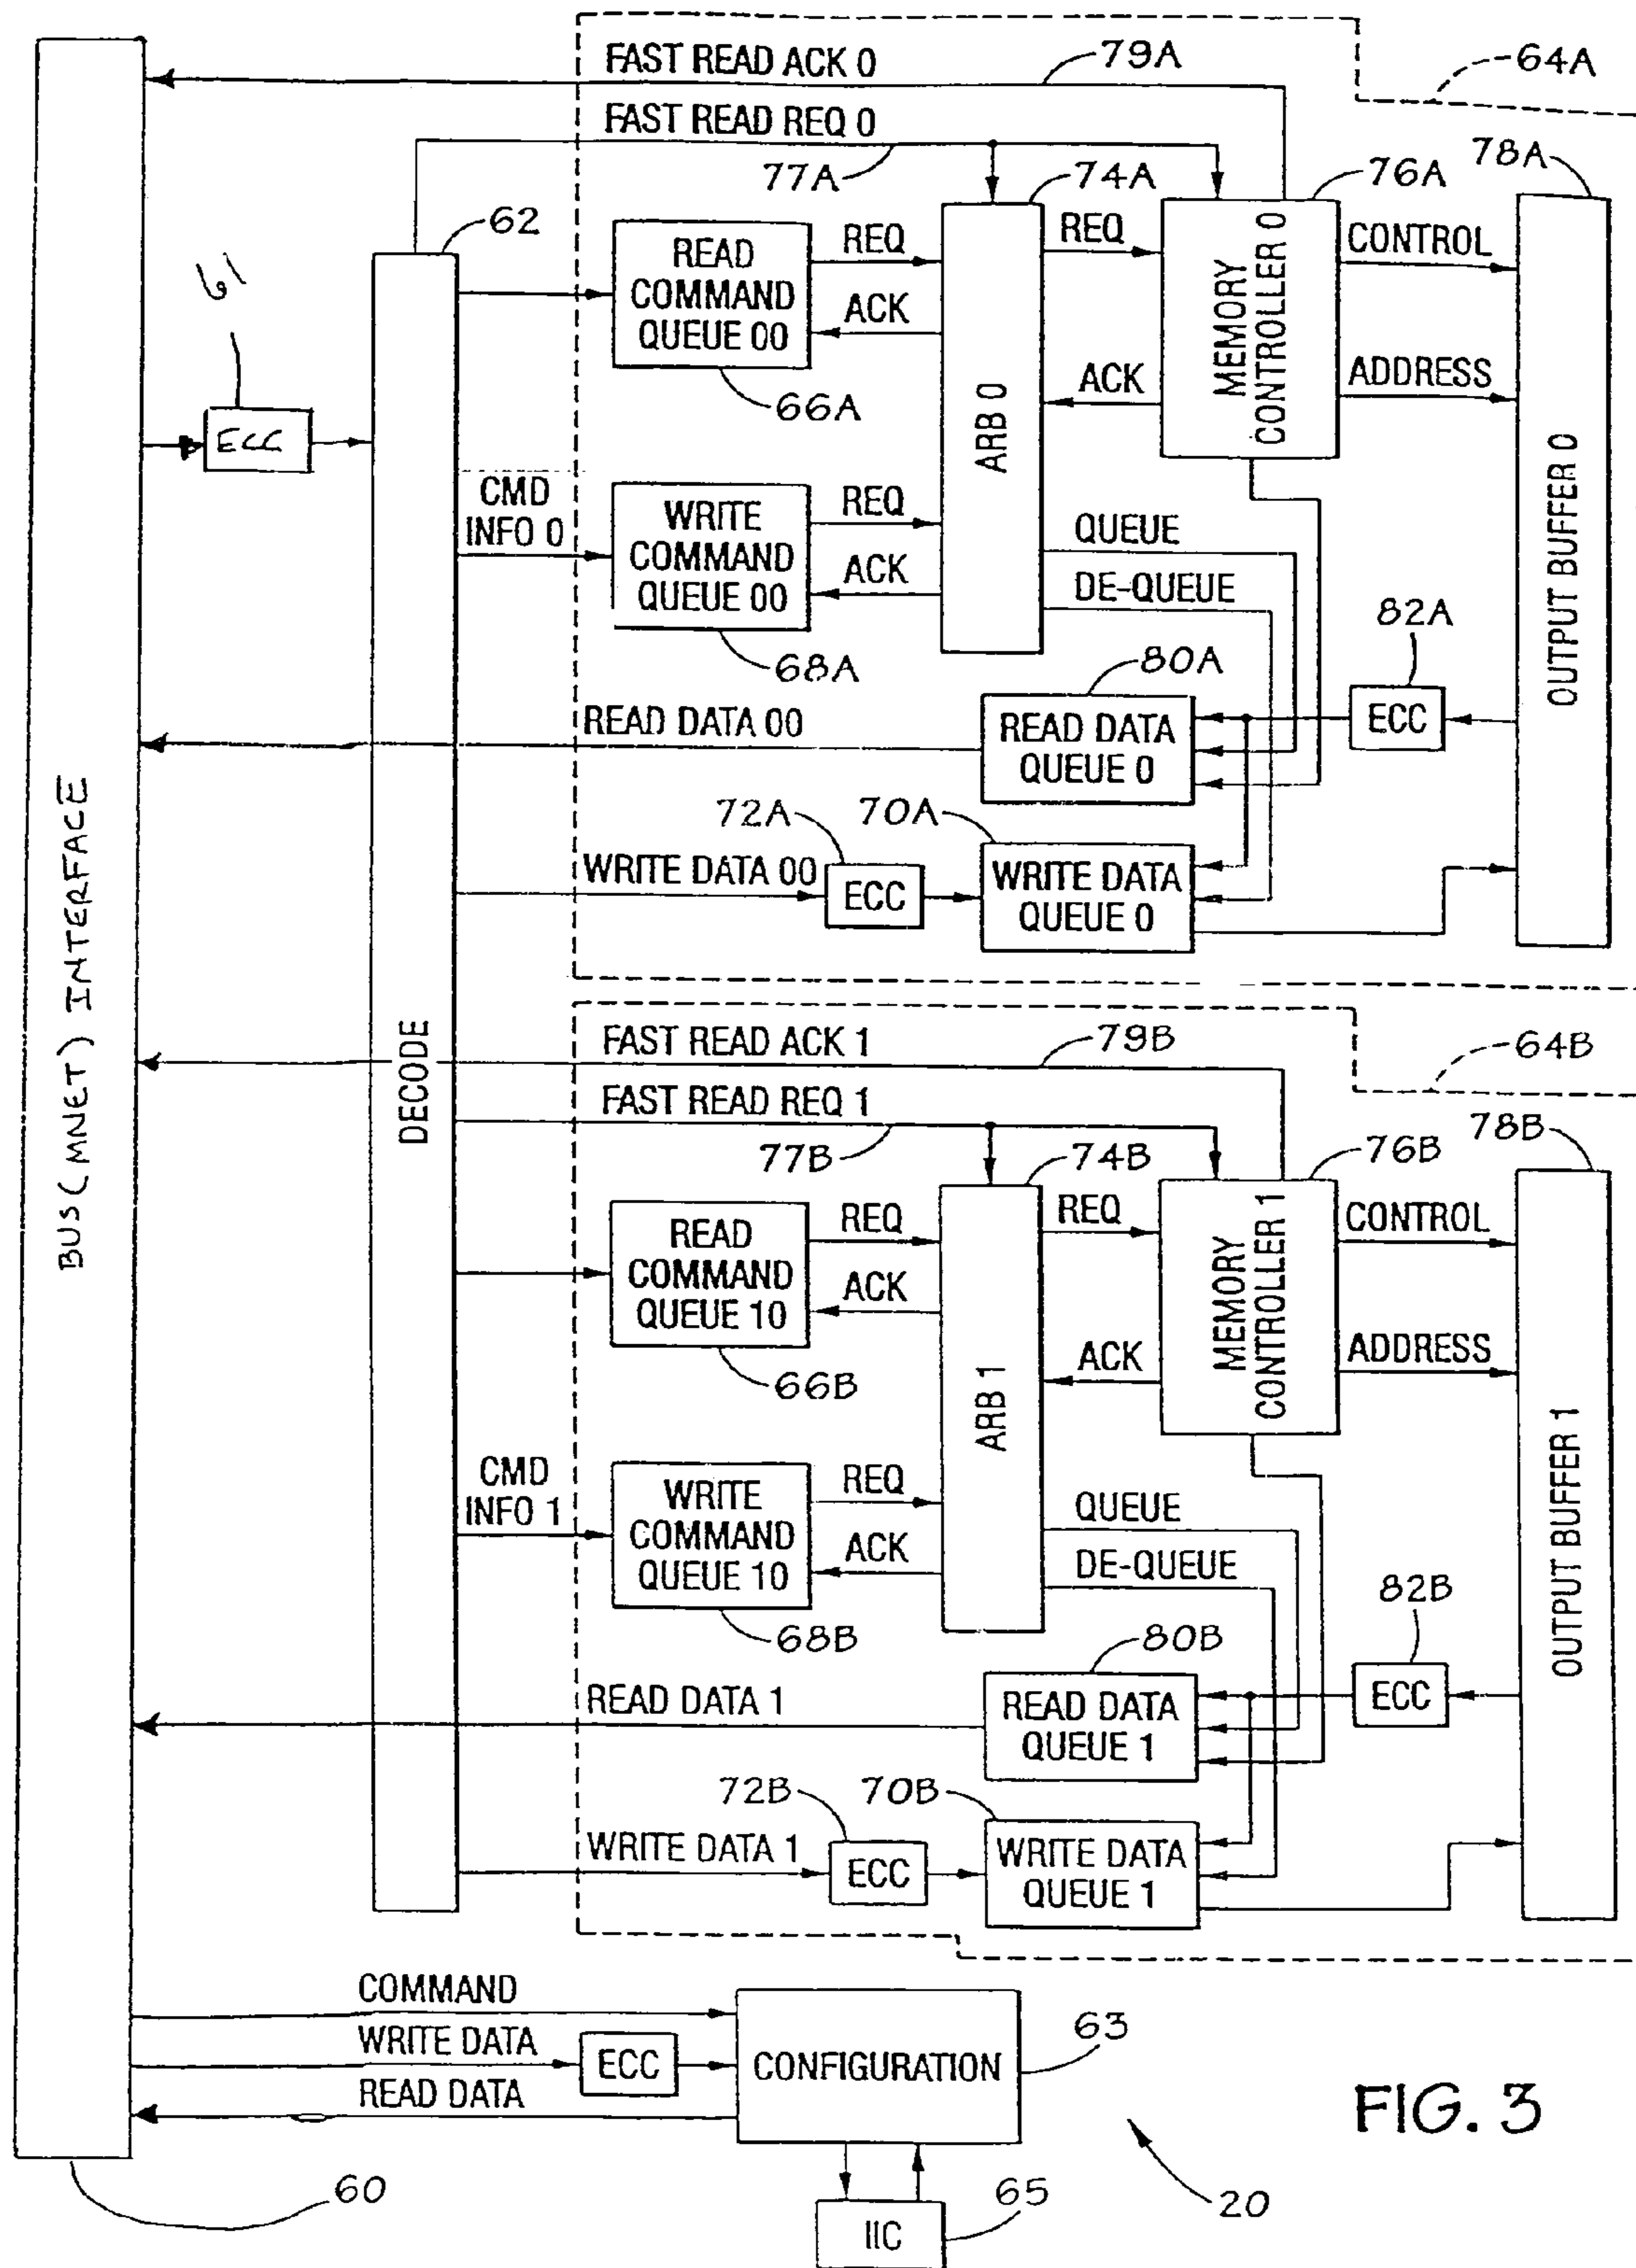 FAST READ ACK 0
79A
64A
FAST READ REQ 0
77A
74A
76A
78A
62
61
ECC
READ
COMMAND
QUEUE 00
REQ
ACK
66A
ARB 0
REQ
ACK
MEMORY
CONTROLLER 0
CONTROL
ADDRESS
OUTPUT BUFFER 0
CMD
INFO 0
WRITE
COMMAND
QUEUE 00
REQ
ACK
68A
QUEUE
DE-QUEUE
82A
ECC
80A
READ DATA 00
READ DATA
QUEUE 0
72A
70A
WRITE DATA 00
ECC
WRITE DATA
QUEUE 0
BUS (MNET) INTERFACE
DECODE
FAST READ ACK 1
79B
64B
FAST READ REQ 1
77B
74B
76B
78B
READ
COMMAND
QUEUE 10
REQ
ACK
66B
ARB 1
REQ
ACK
MEMORY
CONTROLLER 1
CONTROL
ADDRESS
OUTPUT BUFFER 1
CMD
INFO 1
WRITE
COMMAND
QUEUE 10
REQ
ACK
68B
QUEUE
DE-QUEUE
82B
ECC
80B
READ DATA 1
READ DATA
QUEUE 1
72B
70B
WRITE DATA 1
ECC
WRITE DATA
QUEUE 1
COMMAND
WRITE DATA
ECC
READ DATA
CONFIGURATION
63
60
IIC
65
20
FIG. 3